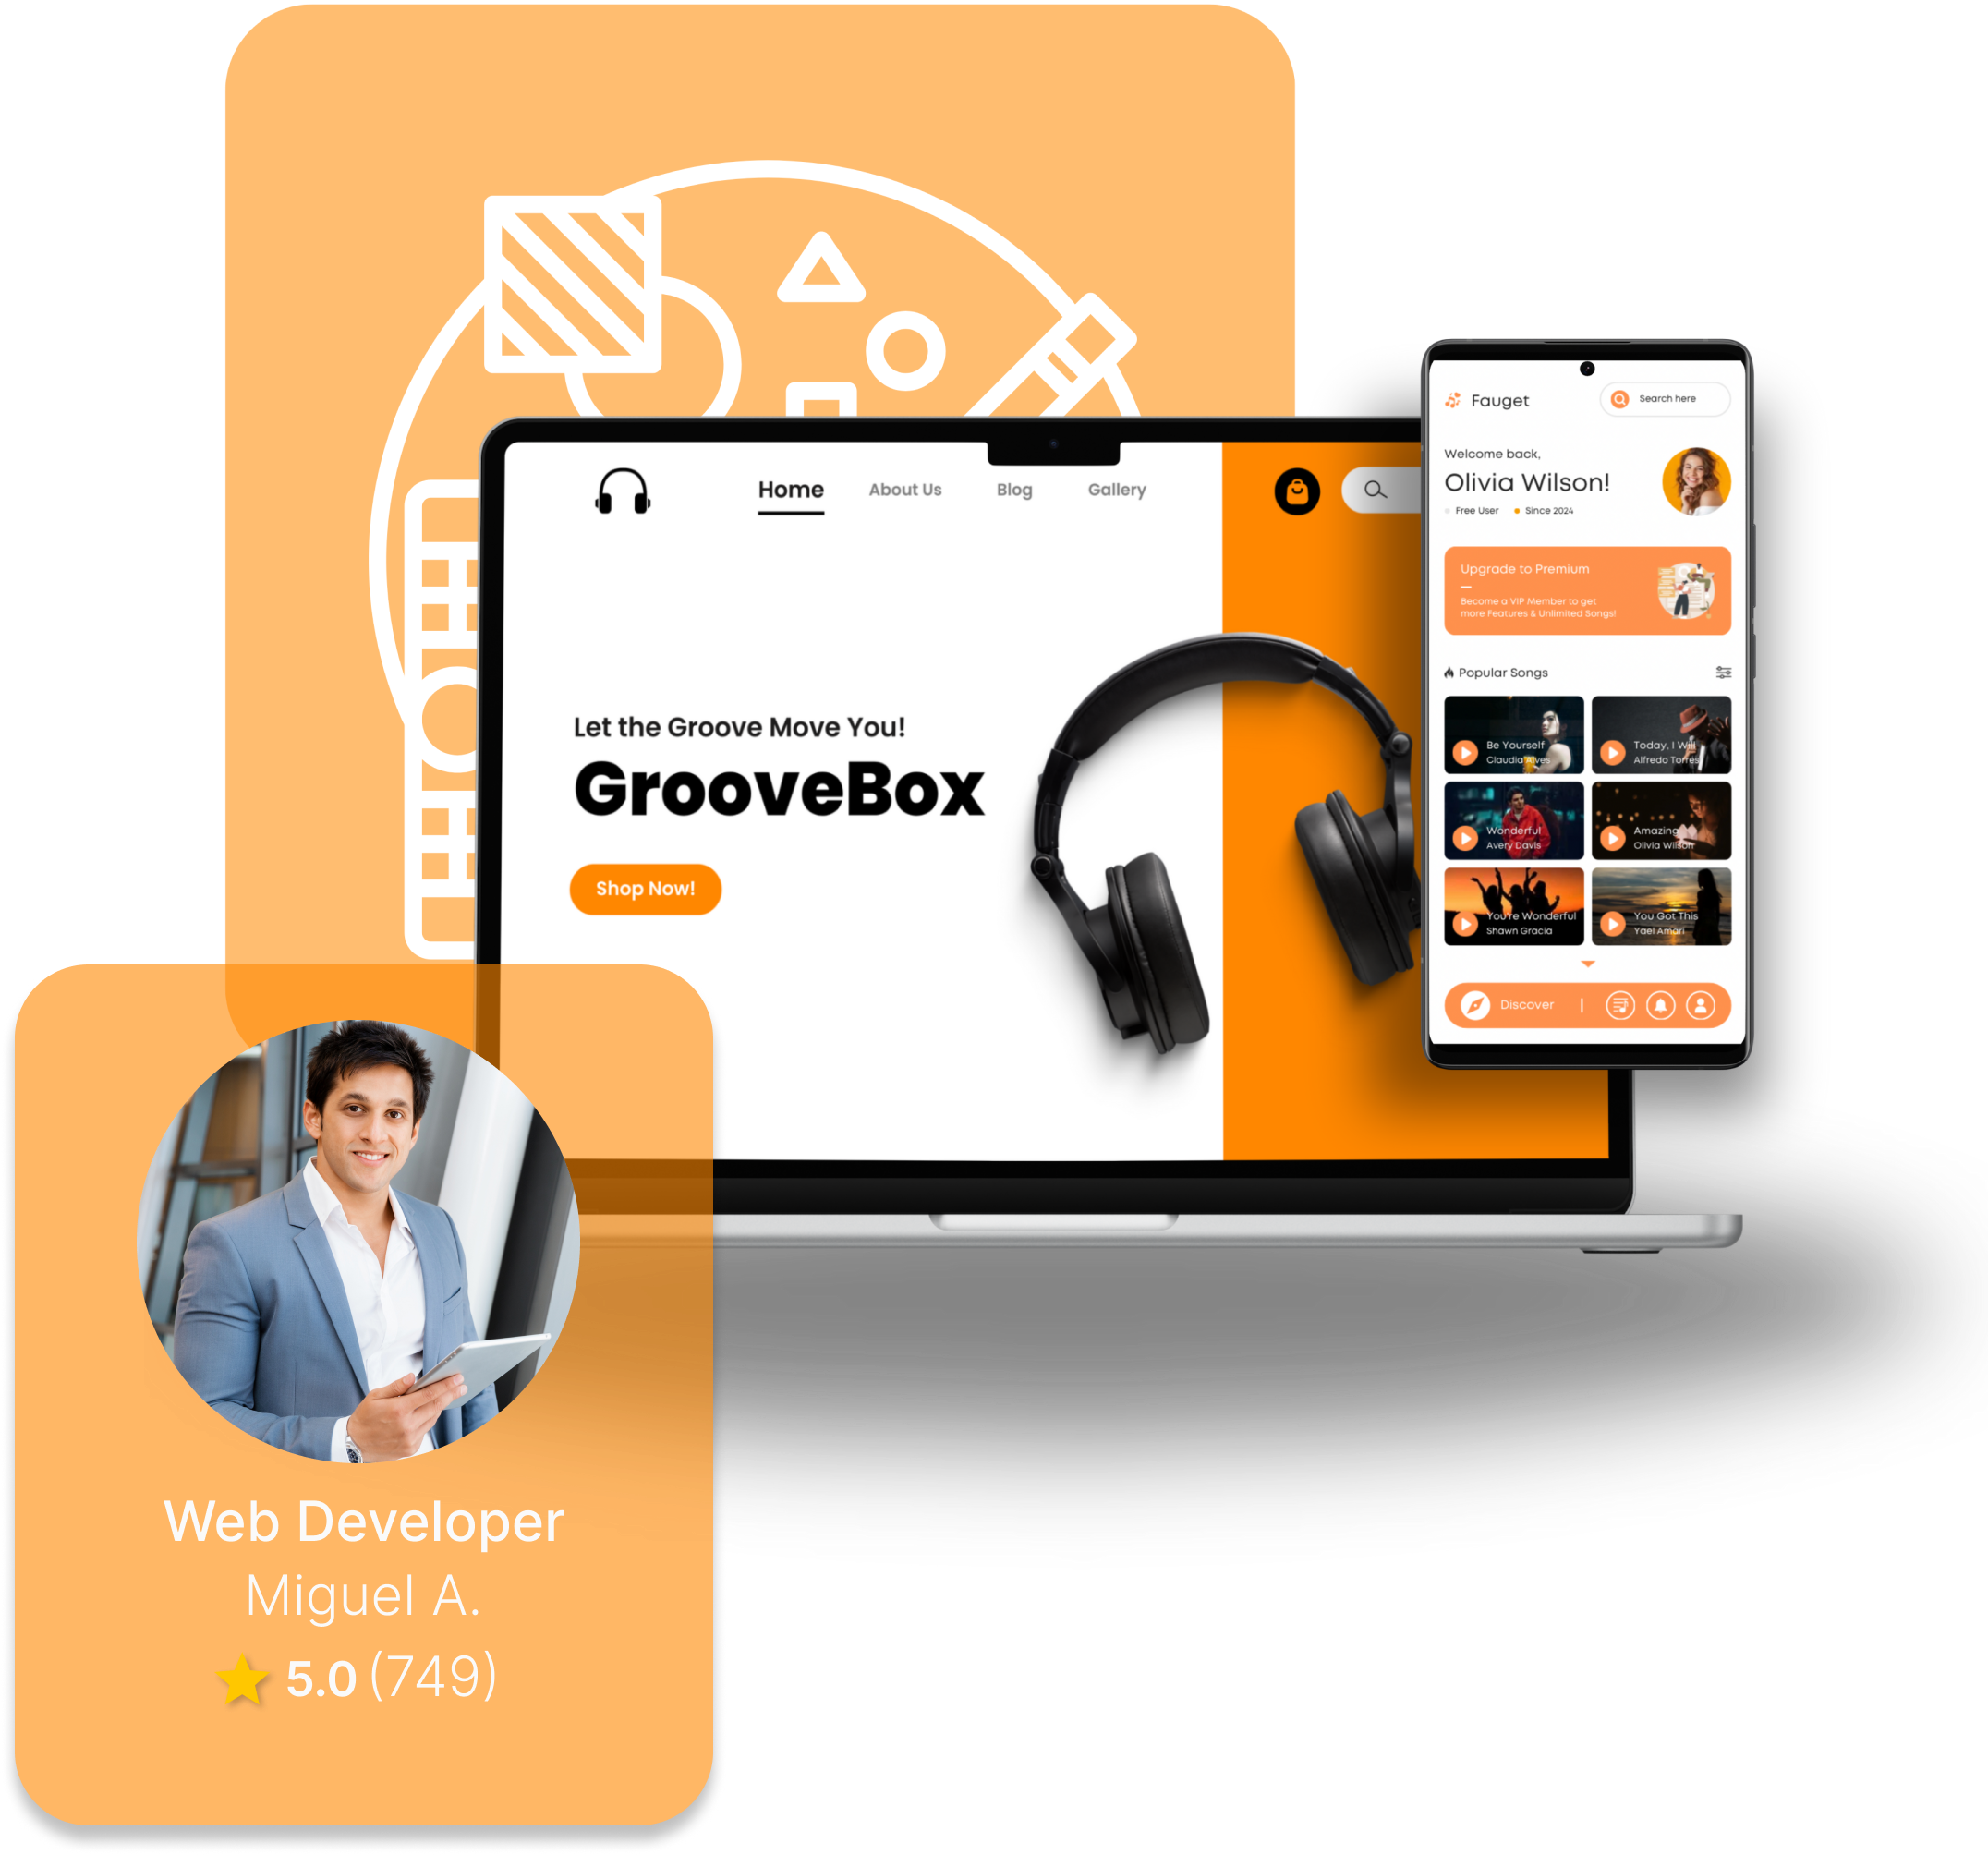 Home
About Us
Blog
Gallery
Let the Groove Move You!
GrooveBox
Shop Now!
Fauget
Search here
Welcome back,
Olivia Wilson!
Free User
Since 2024
Upgrade to Premium
Become a VIP Member to get
more Features & Unlimited Songs!
Popular Songs
Be Yourself
Claudia Alves
Today, I Will
Alfredo Torres
Wonderful
Avery Davis
Amazing
Olivia Wilson
You're Wonderful
Shawn Gracia
You Got This
Yael Amari
Discover
Web Developer
Miguel A.
5.0 (749)